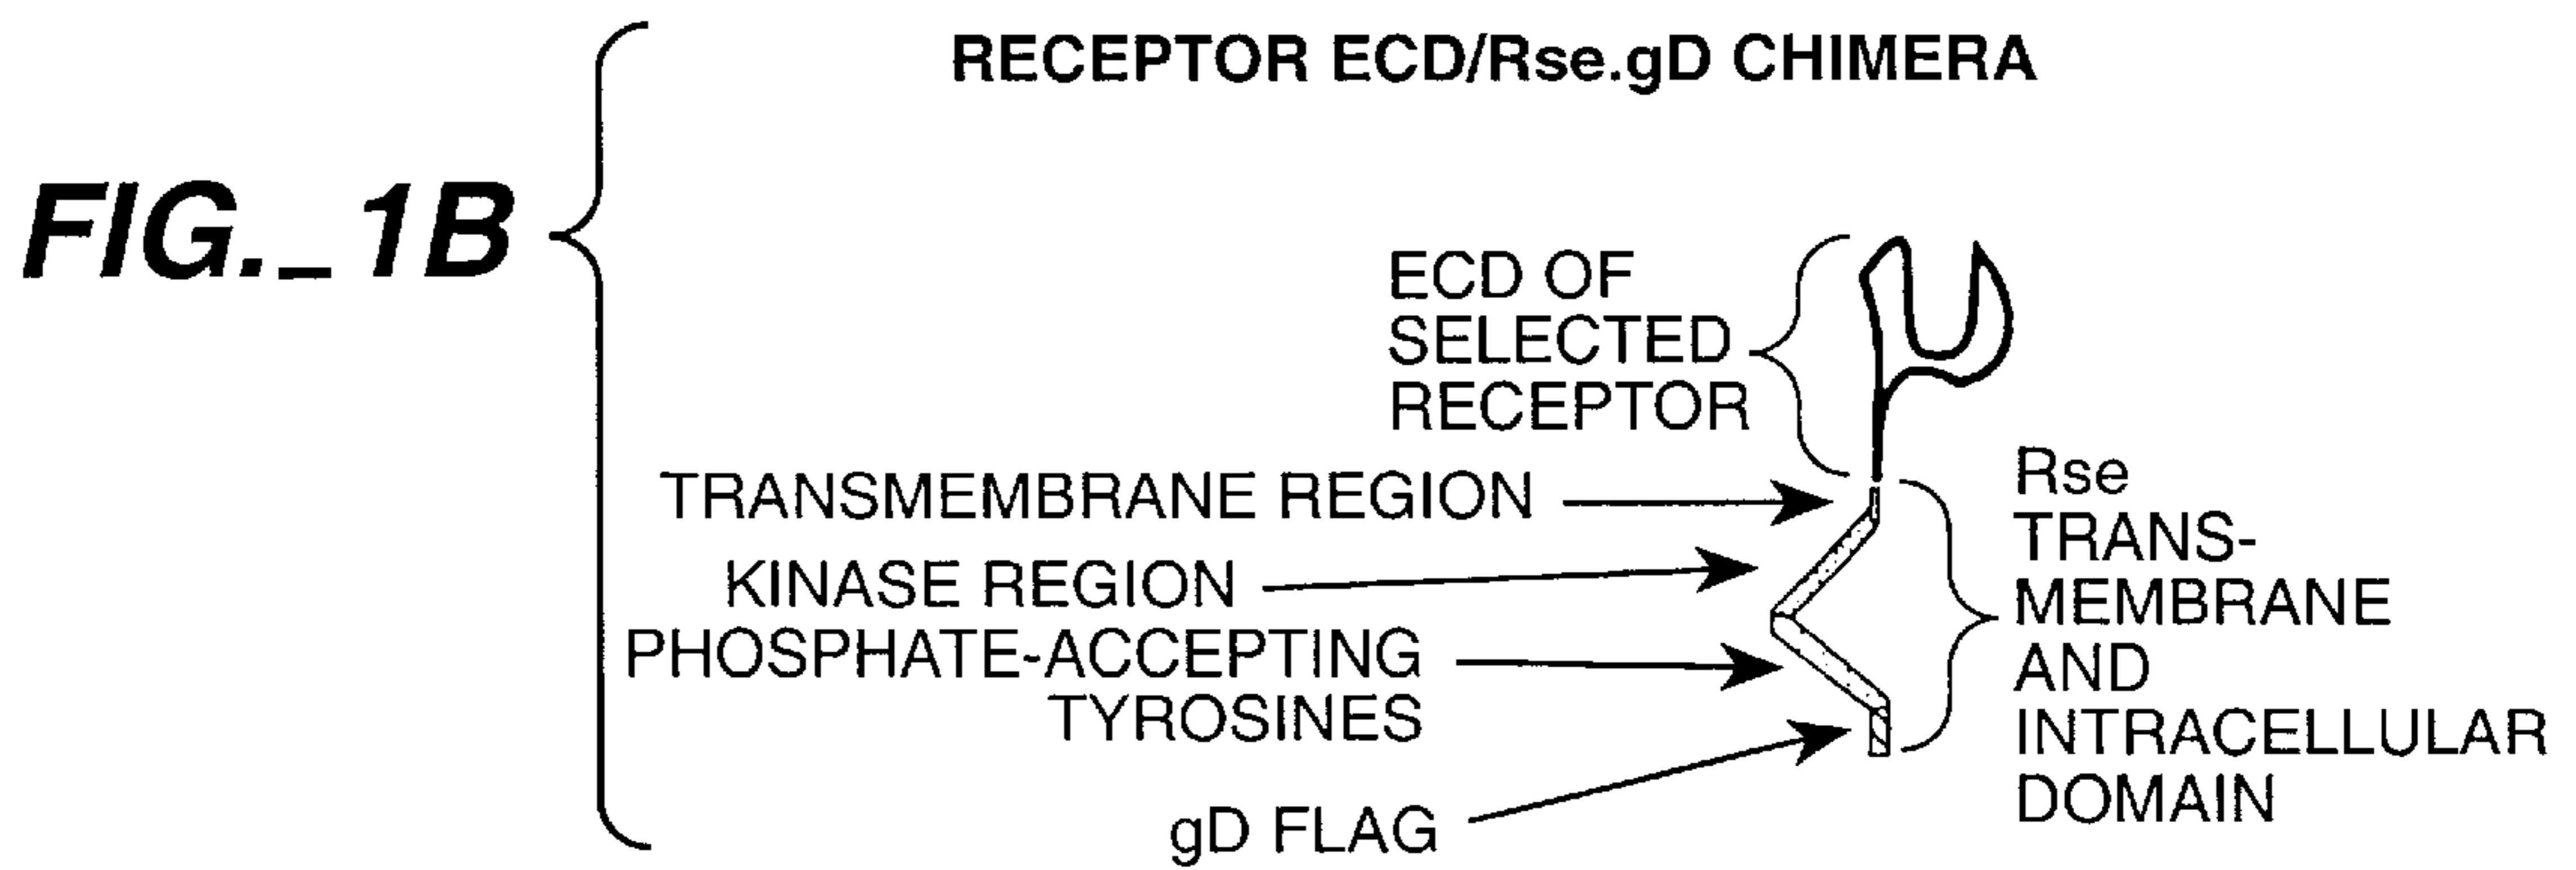 RECEPTOR ECD/Rse.gD CHIMERA
FIG._1B
ECD OF
SELECTED
RECEPTOR
TRANSMEMBRANE REGION
KINASE REGION
PHOSPHATE-ACCEPTING
TYROSINES
gD FLAG
Rse
TRANS-
MEMBRANE
AND
INTRACELLULAR
DOMAIN